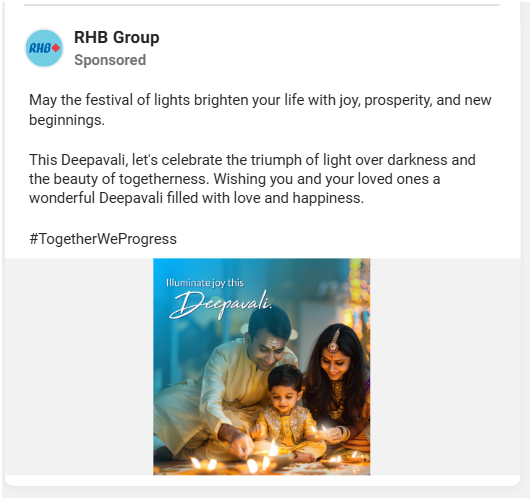 RHB
RHB Group
Sponsored
May the festival of lights brighten your life with joy, prosperity, and new
beginnings.
This Deepavali, let's celebrate the triumph of light over darkness and
the beauty of togetherness. Wishing you and your loved ones a
wonderful Deepavali filled with love and happiness.
#TogetherWeProgress
Illuminate joy this
Deepavali.